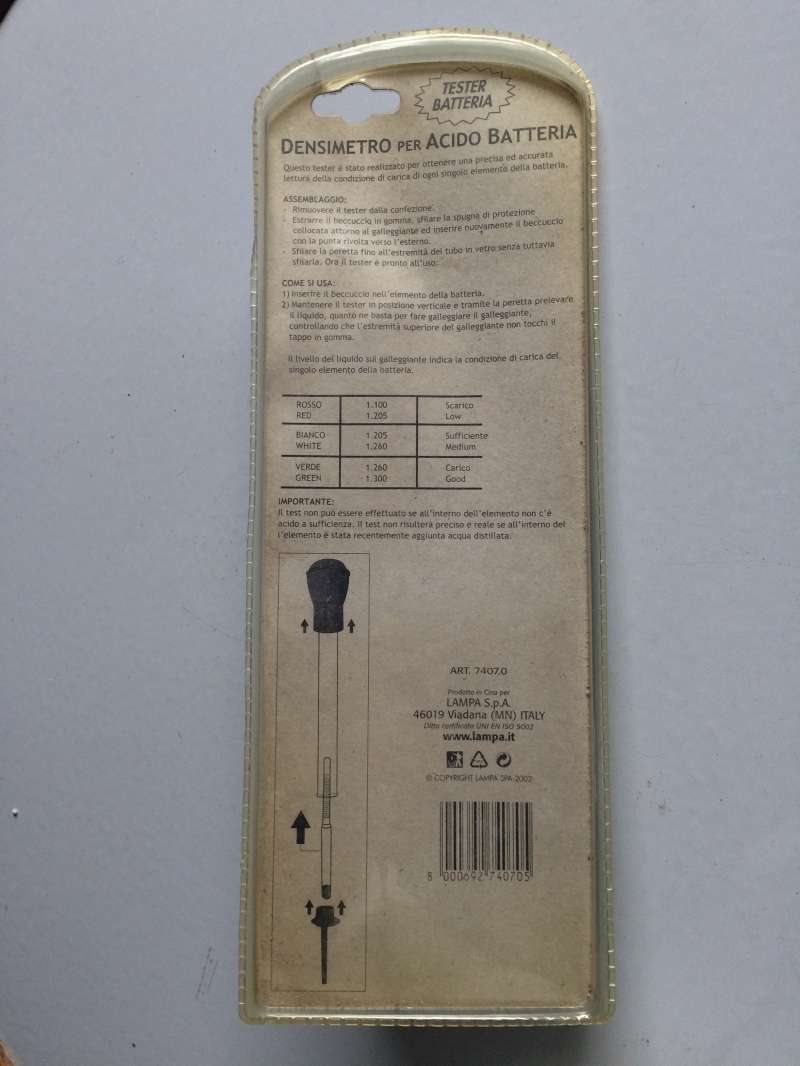 TESTER
BATTERIA
DENSIMETRO PER ACIDO BATTERIA
Questo tester è stato realizzato per ottenere una precisa ed accurata
lettura della condizione di carica di ogni singolo elemento della batteria.
ASSEMBLAGGIO:
- Rimuovere il tester dalla confezione.
- Estrarre il beccuccio in gomma, sfilare la spugna di protezione
collocata attorno al galleggiante ed inserire nuovamente il beccuccio
con la punta rivolta verso l'esterno.
- Sfilare la peretta fino all'estremità del tubo in vetro senza tuttavia
sfilarla. Ora il tester è pronto all'uso.
COME SI USA:
1) Inserire il beccuccio nell'elemento della batteria.
2) Mantenere il tester in posizione verticale e tramite la peretta prelevare
il liquido, quanto ne basta per fare galleggiare il galleggiante,
controllando che l'estremità superiore del galleggiante non tocchi il
tappo in gomma.
Il livello del liquido sul galleggiante indica la condizione di carica del
singolo elemento della batteria.
ROSSO 1.100 Scarico
RED 1.205 Low
BIANCO 1.205 Sufficiente
WHITE 1.260 Medium
VERDE 1.260 Carico
GREEN 1.300 Good
IMPORTANTE:
Il test non può essere effettuato se all'interno dell'elemento non c'è
acido a sufficienza. Il test non risulterà preciso e reale se all'interno del
l'elemento è stata recentemente aggiunta acqua distillata.
ART. 7407.0
Prodotto in Cina per
LAMPA S.p.A.
46019 Viadana (MN) ITALY
Ditta certificata UNI EN ISO 9002
www.lampa.it
© COPYRIGHT LAMPA SPA-2002
8 000692 740705